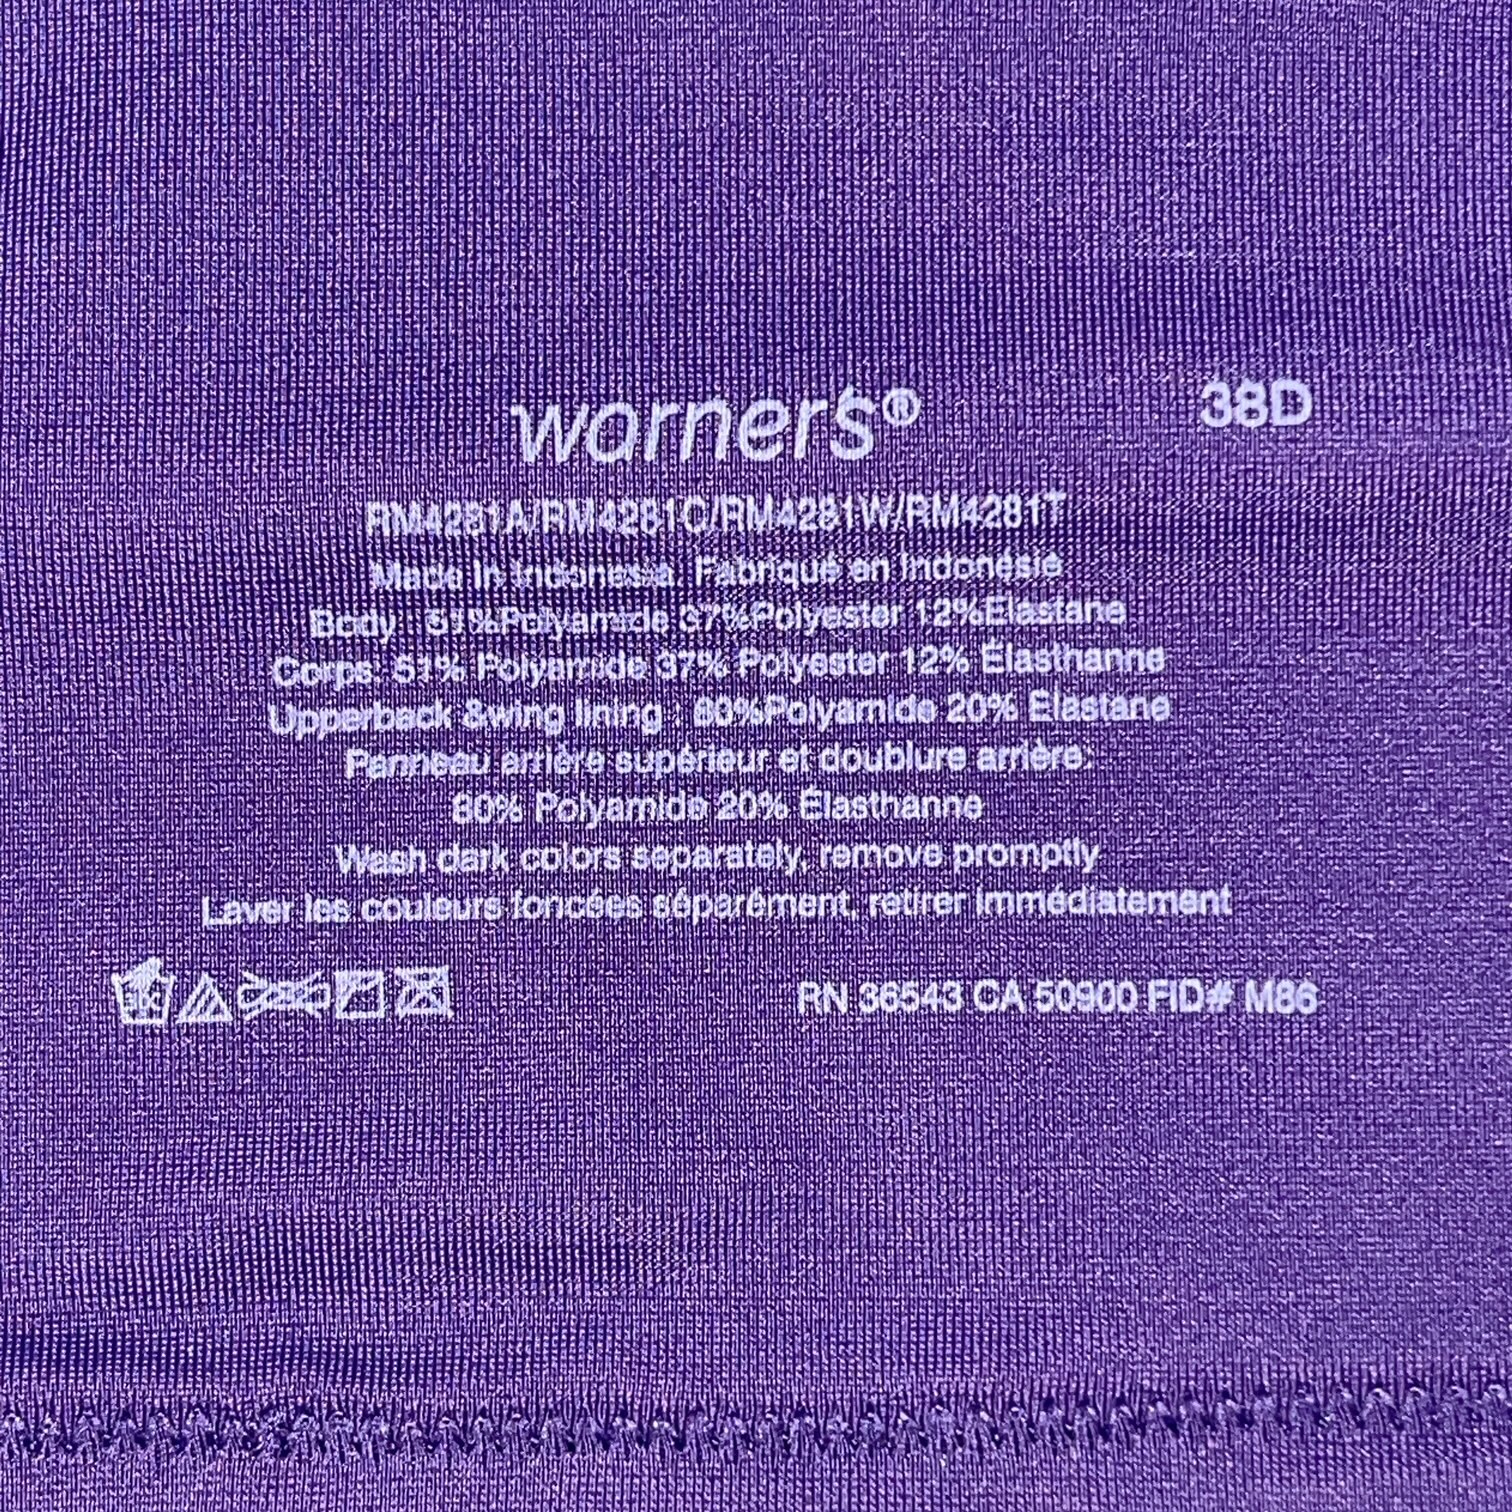 warner's®
38D
RM4281A/RM4281C/RM4281W/RM4281T
Made In Indonesia Fabriqué en Indonésie
Body : 51%Polyamide 37%Polyester 12%Elastane
Corps: 51% Polyamide 37% Polyester 12% Élasthanne
Upperback &wing lining : 80%Polyamide 20% Elastane
Panneau arrière supérieur et doublure arrière:
80% Polyamide 20% Élasthanne
Wash dark colors separately, remove promptly
Laver les couleurs foncées séparément, retirer immédiatement
RN 36543 CA 50900 FID# M86